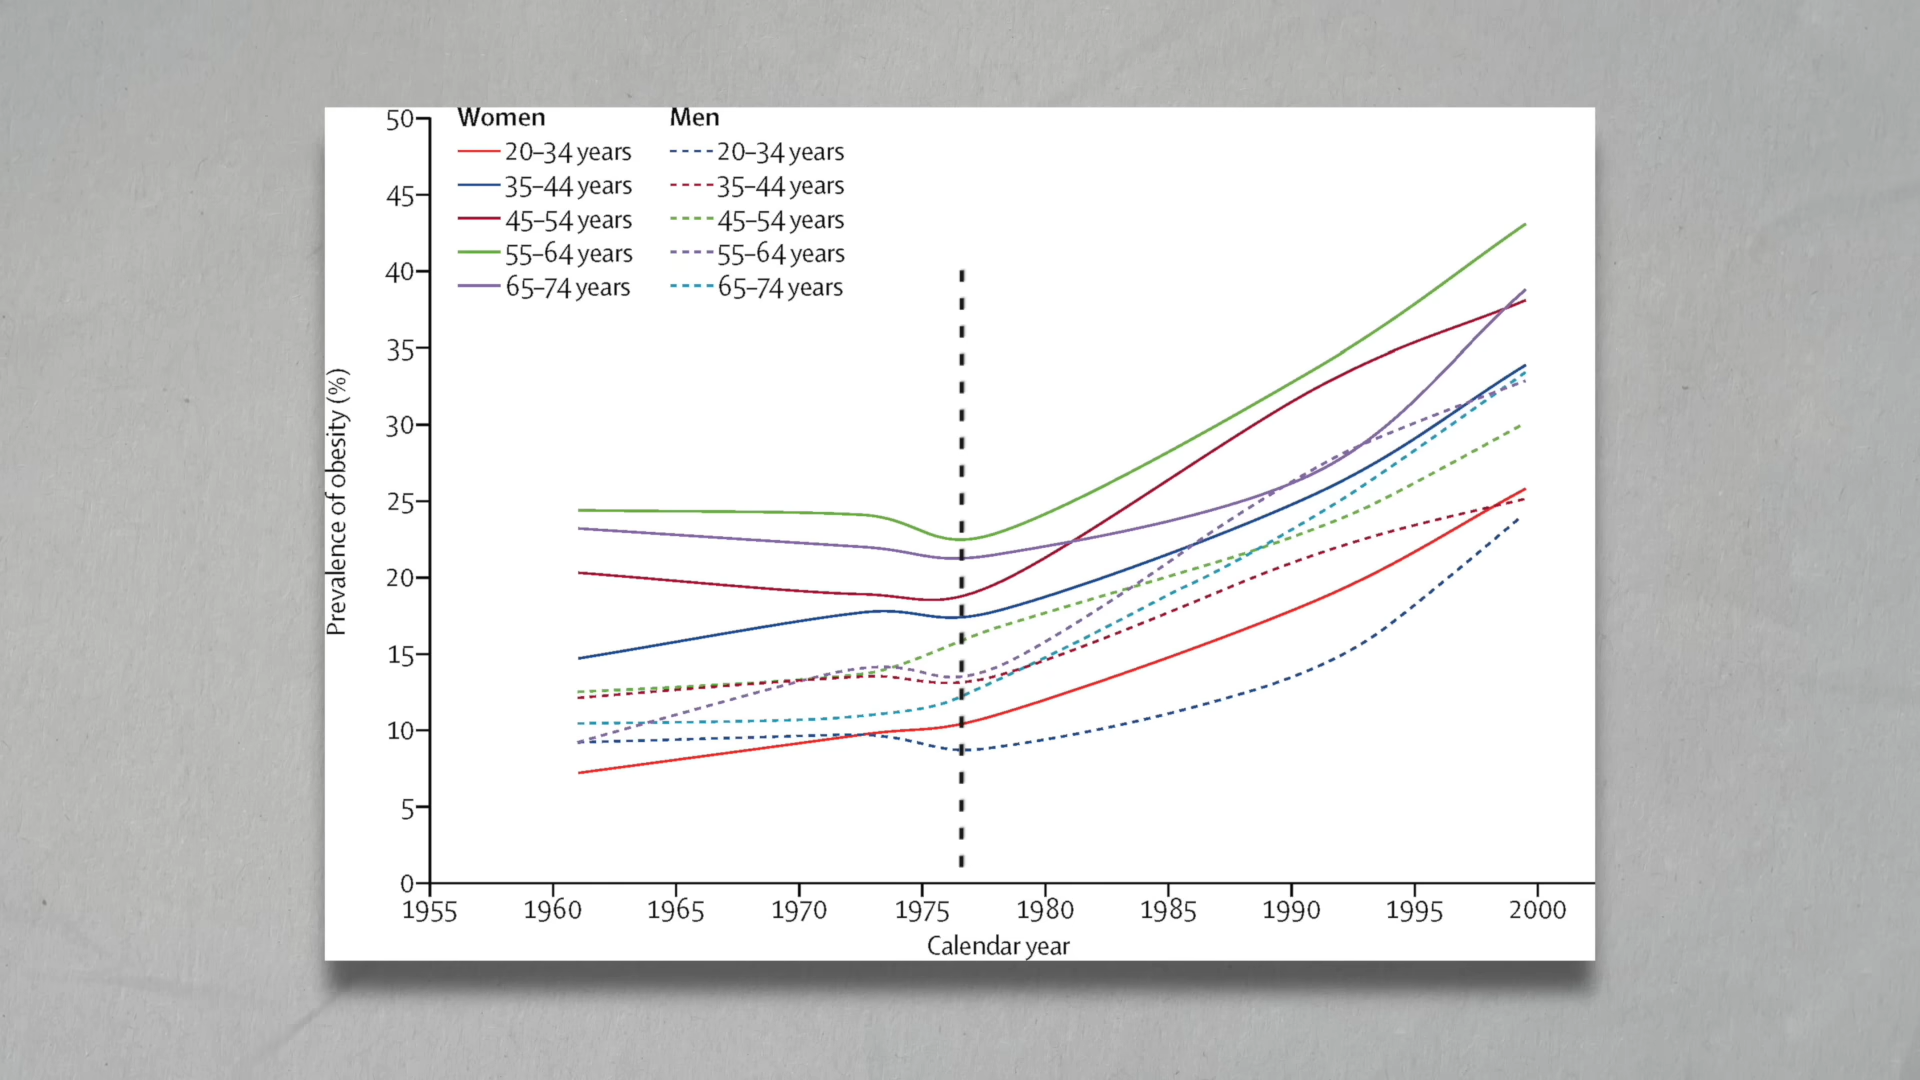 Women
20–34 years
35–44 years
45–54 years
55–64 years
65–74 years
Men
20–34 years
35–44 years
45–54 years
55–64 years
65–74 years
Prevalence of obesity (%)
50
45
40
35
30
25
20
15
10
5
0
1955 1960 1965 1970 1975 1980 1985 1990 1995 2000
Calendar year